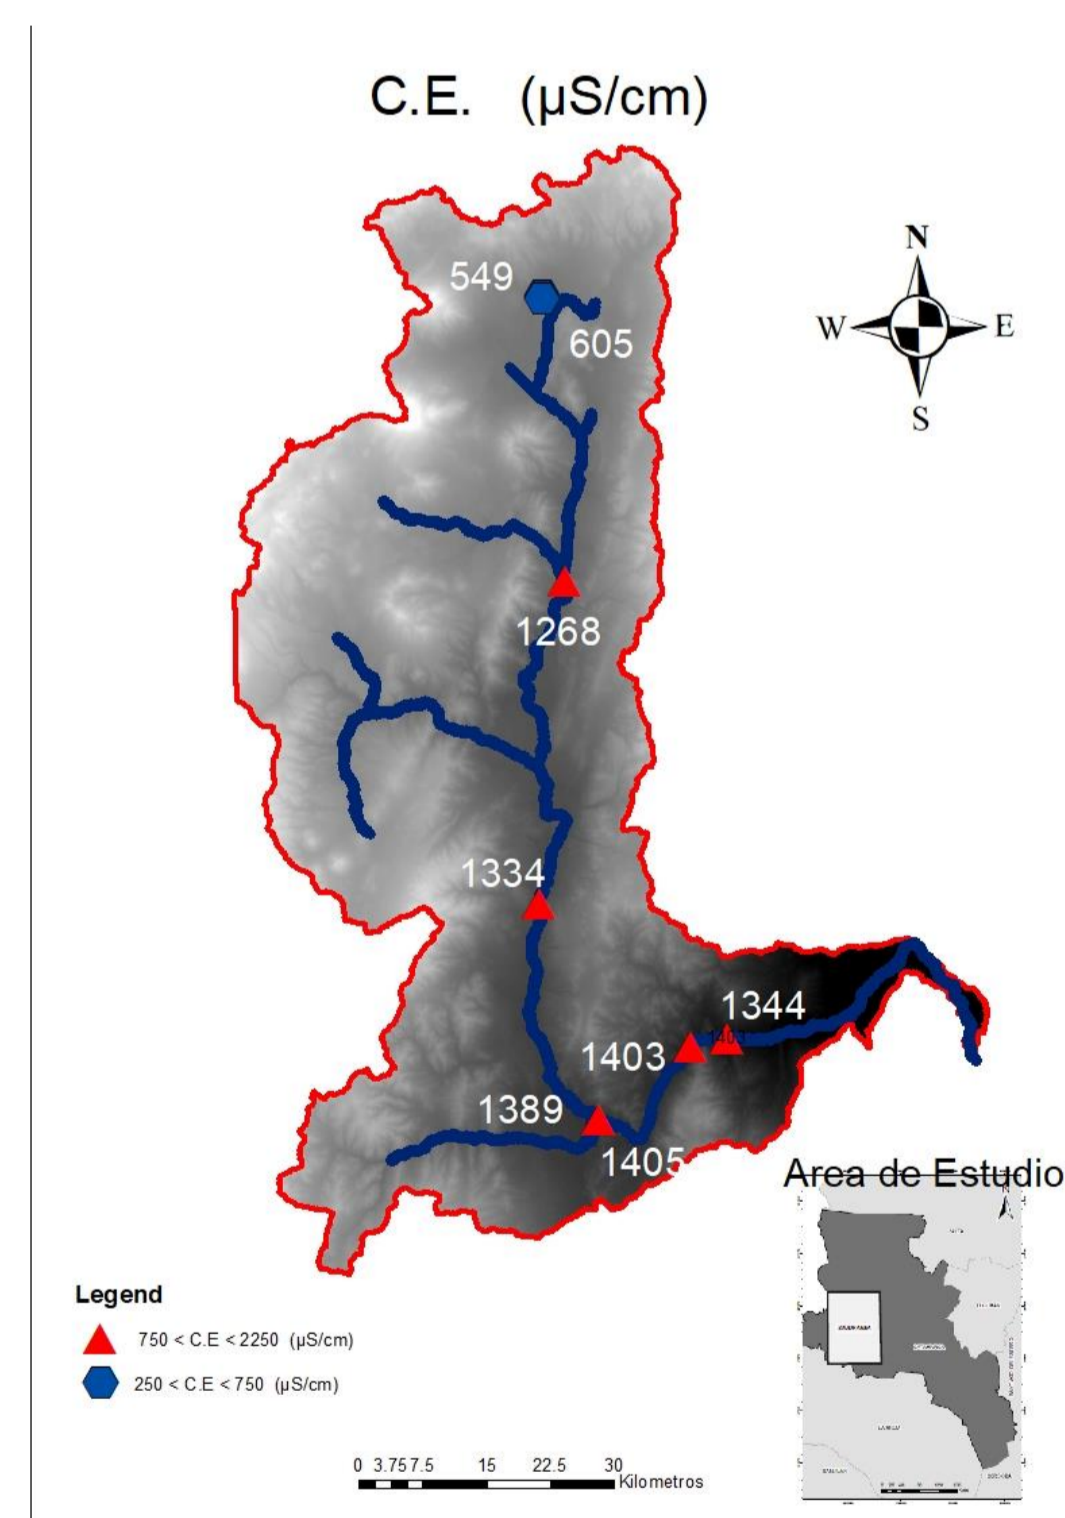 C.E. (µS/cm)
549
605
N
W E
S
1268
1334
1344
1403
1403
1389
1405
Area de Estudio
Legend
750 < C.E < 2250 (µS/cm)
250 < C.E < 750 (µS/cm)
0 3.75 7.5 15 22.5 30
Kilometros